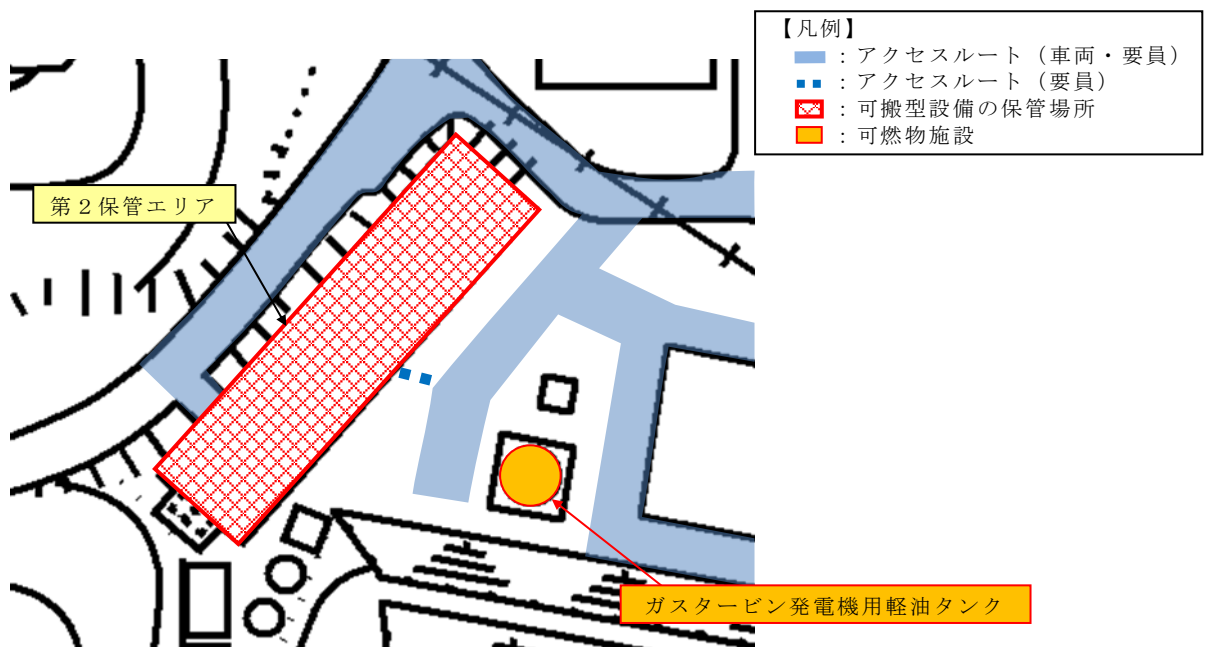 【凡例】
：アクセスルート（車両・要員）
：アクセスルート（要員）
：可搬型設備の保管場所
：可燃物施設
第２保管エリア
ガスタービン発電機用軽油タンク